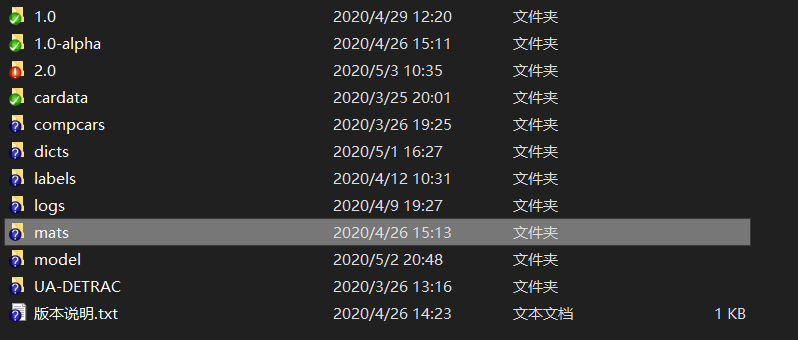 1.0 2020/4/29 12:20 文件夹
1.0-alpha 2020/4/26 15:11 文件夹
2.0 2020/5/3 10:35 文件夹
cardata 2020/3/25 20:01 文件夹
compcars 2020/3/26 19:25 文件夹
dicts 2020/5/1 16:27 文件夹
labels 2020/4/12 10:31 文件夹
logs 2020/4/9 19:27 文件夹
mats 2020/4/26 15:13 文件夹
model 2020/5/2 20:48 文件夹
UA-DETRAC 2020/3/26 13:16 文件夹
版本说明.txt 2020/4/26 14:23 文本文档 1 KB